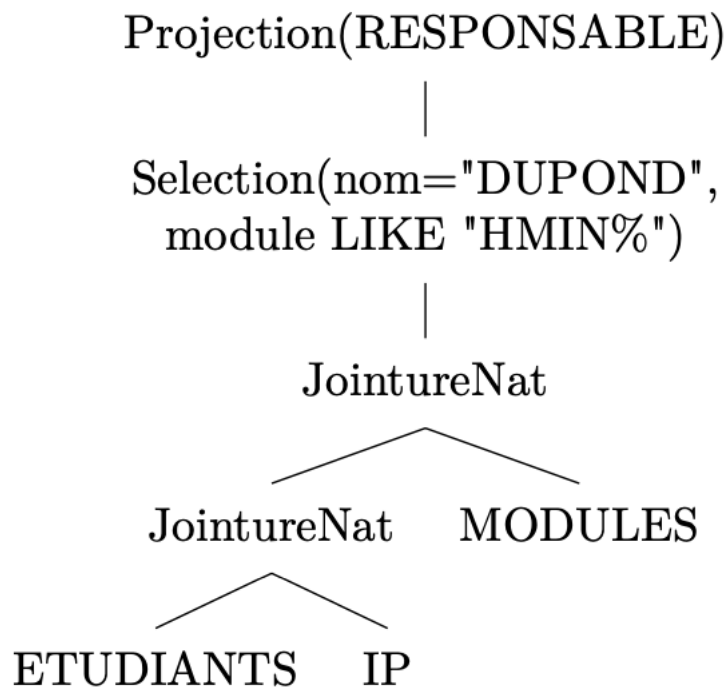 Projection(RESPONSABLE)
Selection(nom="DUPOND",
module LIKE "HMIN%")
JointureNat
JointureNat MODULES
ETUDIANTS IP